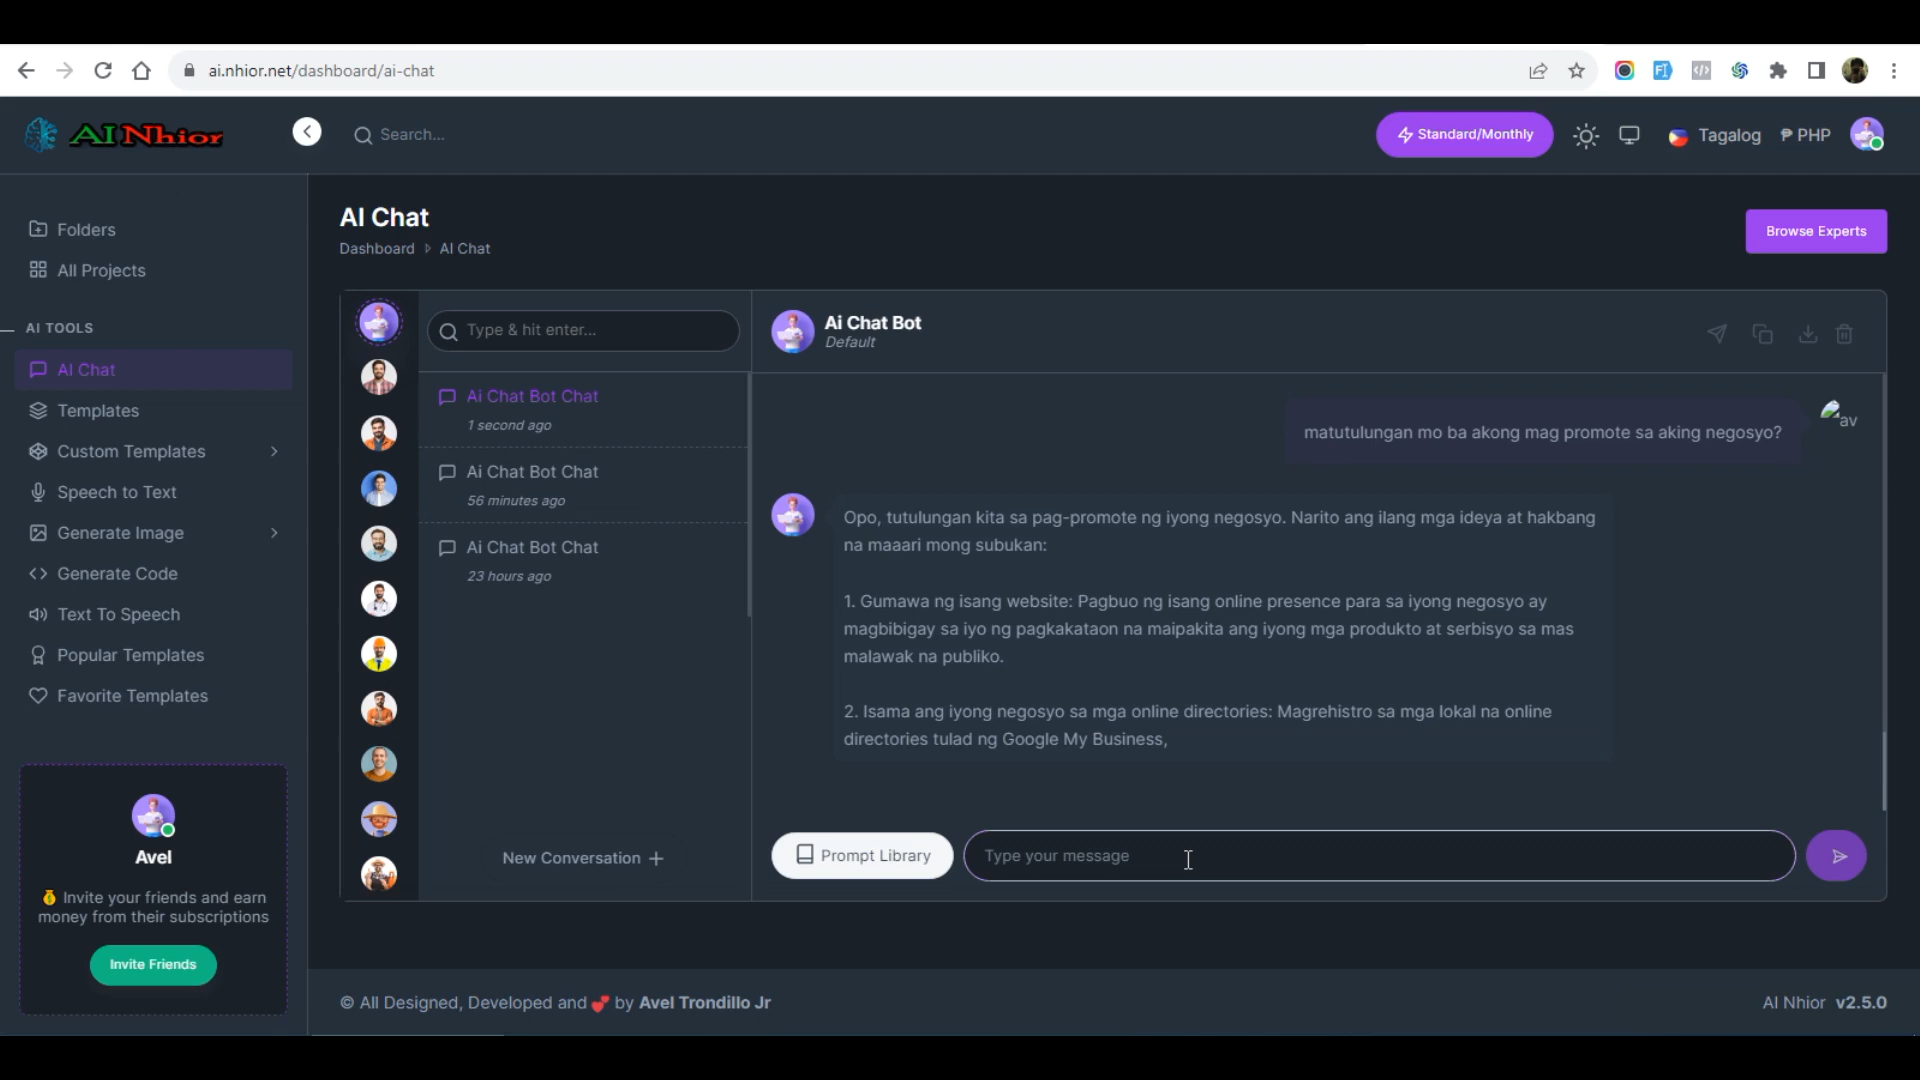 ai.nhior.net/dashboard/ai-chat
AI Nhior
Search...
Standard/Monthly
Tagalog
₱ PHP
Folders
All Projects
AI TOOLS
AI Chat
Templates
Custom Templates
Speech to Text
Generate Image
Generate Code
Text To Speech
Popular Templates
Favorite Templates
Avel
💰 Invite your friends and earn
money from their subscriptions
Invite Friends
AI Chat
Dashboard AI Chat
Browse Experts
Type & hit enter...
Ai Chat Bot Chat
1 second ago
Ai Chat Bot Chat
56 minutes ago
Ai Chat Bot Chat
23 hours ago
New Conversation +
Ai Chat Bot
Default
matutulungan mo ba akong mag promote sa aking negosyo?
av
Opo, tutulungan kita sa pag-promote ng iyong negosyo. Narito ang ilang mga ideya at hakbang
na maaari mong subukan:
1. Gumawa ng isang website: Pagbuo ng isang online presence para sa iyong negosyo ay
magbibigay sa iyo ng pagkakataon na maipakita ang iyong mga produkto at serbisyo sa mas
malawak na publiko.
2. Isama ang iyong negosyo sa mga online directories: Magrehistro sa mga lokal na online
directories tulad ng Google My Business,
Prompt Library
Type your message
© All Designed, Developed and 💕 by Avel Trondillo Jr
AI Nhior v2.5.0